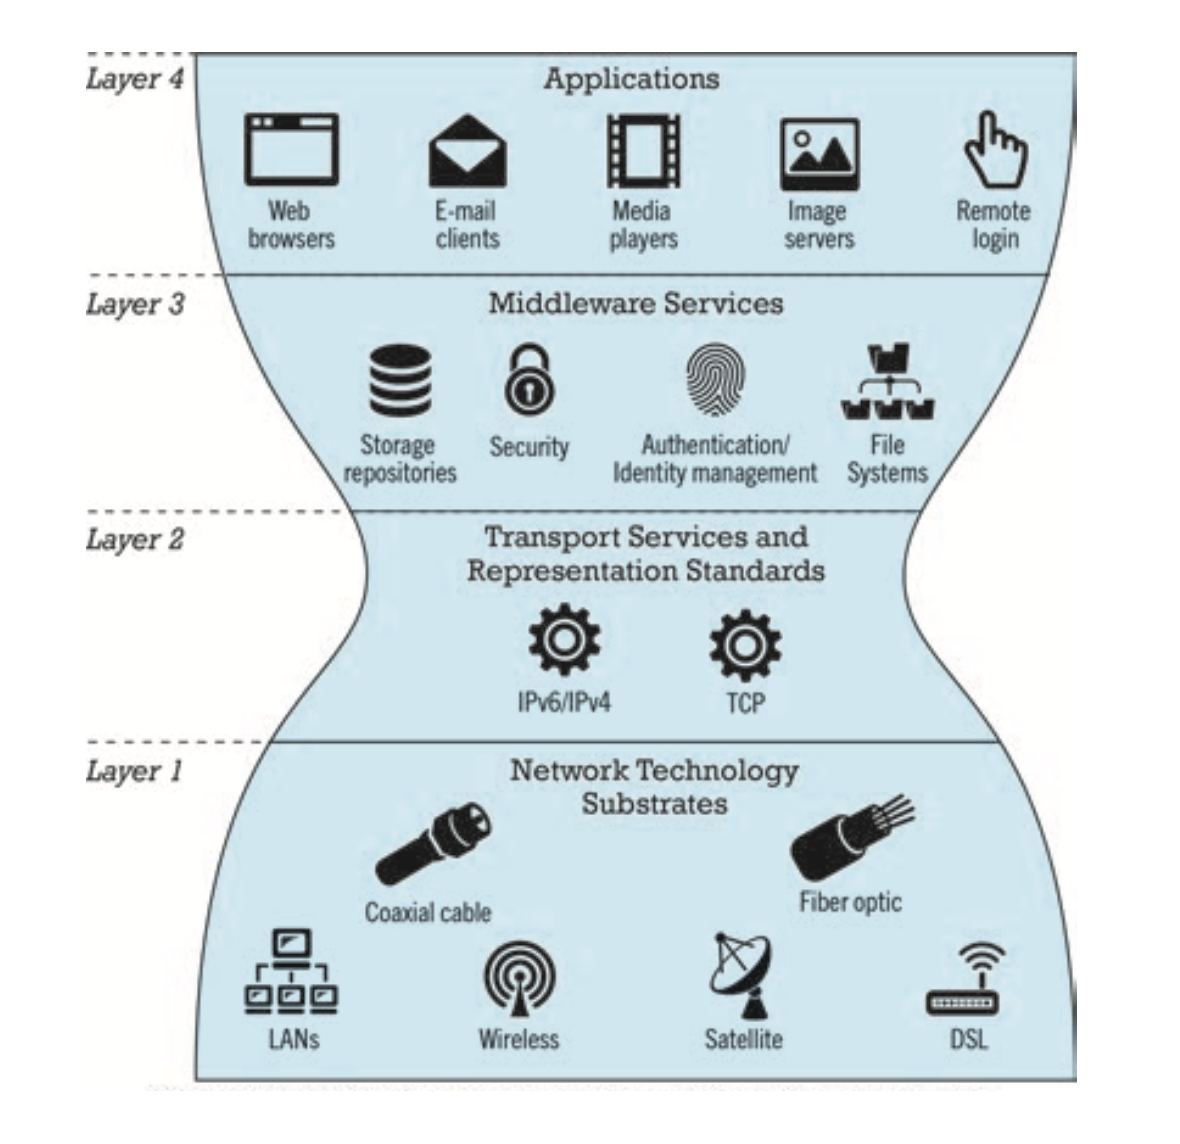 Layer 4
Applications
Web
browsers
E-mail
clients
Media
players
Image
servers
Remote
login
Layer 3
Middleware Services
Storage
repositories
Security
Authentication/
Identity management
File
Systems
Layer 2
Transport Services and
Representation Standards
IPv6/IPv4
TCP
Layer 1
Network Technology
Substrates
Coaxial cable
Fiber optic
LANs
Wireless
Satellite
DSL